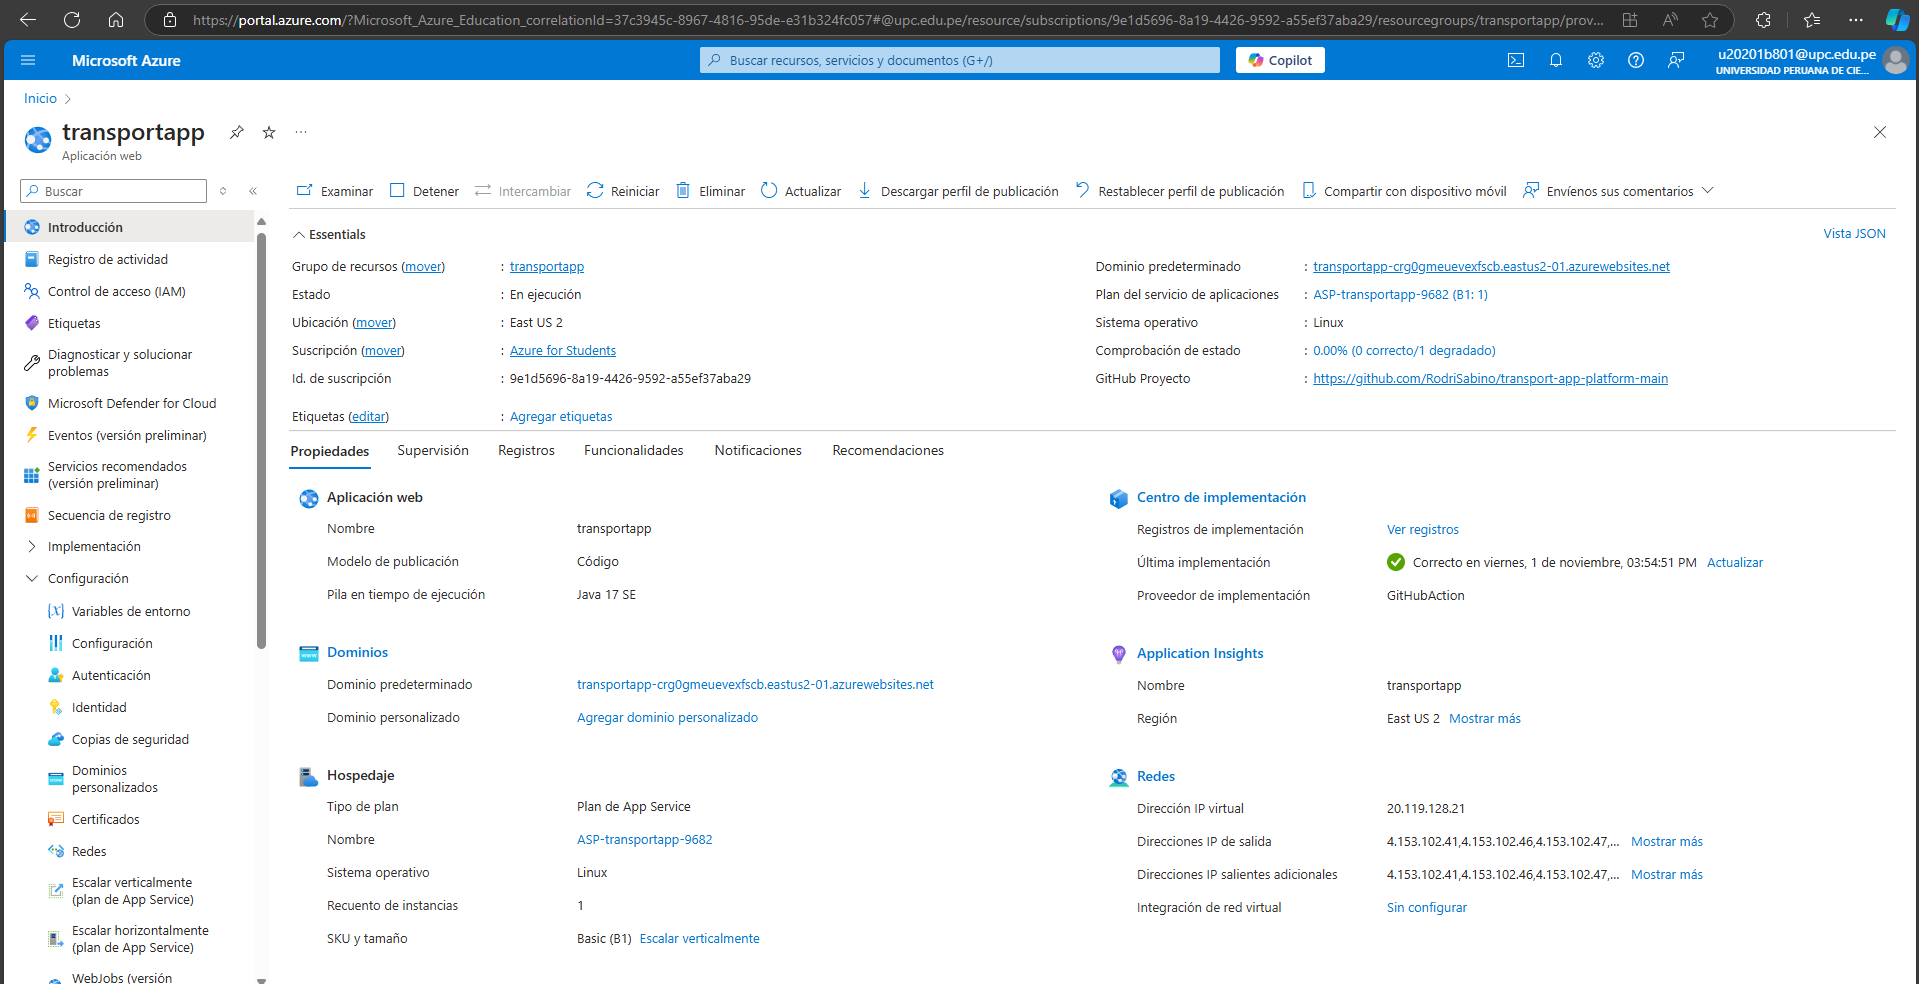 https://portal.azure.com/?Microsoft_Azure_Education_correlationId=37c3945c-8967-4816-95de-e31b324fc057#@upc.edu.pe/resource/subscriptions/9e1d5696-8a19-4426-9592-a55ef37aba29/resourcegroups/transportapp/prov...
Microsoft Azure
Buscar recursos, servicios y documentos (G+/)
Copilot
u20201b801@upc.edu.pe
UNIVERSIDAD PERUANA DE CIE...
Inicio
transportapp
Aplicación web
Buscar
Examinar Detener Intercambiar Reiniciar Eliminar Actualizar Descargar perfil de publicación Restablecer perfil de publicación Compartir con dispositivo móvil Envíenos sus comentarios
Introducción
Registro de actividad
Control de acceso (IAM)
Etiquetas
Diagnosticar y solucionar
problemas
Microsoft Defender for Cloud
Eventos (versión preliminar)
Servicios recomendados
(versión preliminar)
Secuencia de registro
Implementación
Configuración
Variables de entorno
Configuración
Autenticación
Identidad
Copias de seguridad
Dominios
personalizados
Certificados
Redes
Escalar verticalmente
(plan de App Service)
Escalar horizontalmente
(plan de App Service)
WebJobs (versión
Essentials
Vista JSON
Grupo de recursos (mover) : transportapp
Estado : En ejecución
Ubicación (mover) : East US 2
Suscripción (mover) : Azure for Students
Id. de suscripción : 9e1d5696-8a19-4426-9592-a55ef37aba29
Etiquetas (editar) : Agregar etiquetas
Dominio predeterminado : transportapp-crg0gmeuevexfscb.eastus2-01.azurewebsites.net
Plan del servicio de aplicaciones : ASP-transportapp-9682 (B1: 1)
Sistema operativo : Linux
Comprobación de estado : 0.00% (0 correcto/1 degradado)
GitHub Proyecto : https://github.com/RodriSabino/transport-app-platform-main
Propiedades Supervisión Registros Funcionalidades Notificaciones Recomendaciones
Aplicación web
Nombre transportapp
Modelo de publicación Código
Pila en tiempo de ejecución Java 17 SE
Dominios
Dominio predeterminado transportapp-crg0gmeuevexfscb.eastus2-01.azurewebsites.net
Dominio personalizado Agregar dominio personalizado
Hospedaje
Tipo de plan Plan de App Service
Nombre ASP-transportapp-9682
Sistema operativo Linux
Recuento de instancias 1
SKU y tamaño Basic (B1) Escalar verticalmente
Centro de implementación
Registros de implementación Ver registros
Última implementación Correcto en viernes, 1 de noviembre, 03:54:51 PM Actualizar
Proveedor de implementación GitHubAction
Application Insights
Nombre transportapp
Región East US 2 Mostrar más
Redes
Dirección IP virtual 20.119.128.21
Direcciones IP de salida 4.153.102.41,4.153.102.46,4.153.102.47,... Mostrar más
Direcciones IP salientes adicionales 4.153.102.41,4.153.102.46,4.153.102.47,... Mostrar más
Integración de red virtual Sin configurar